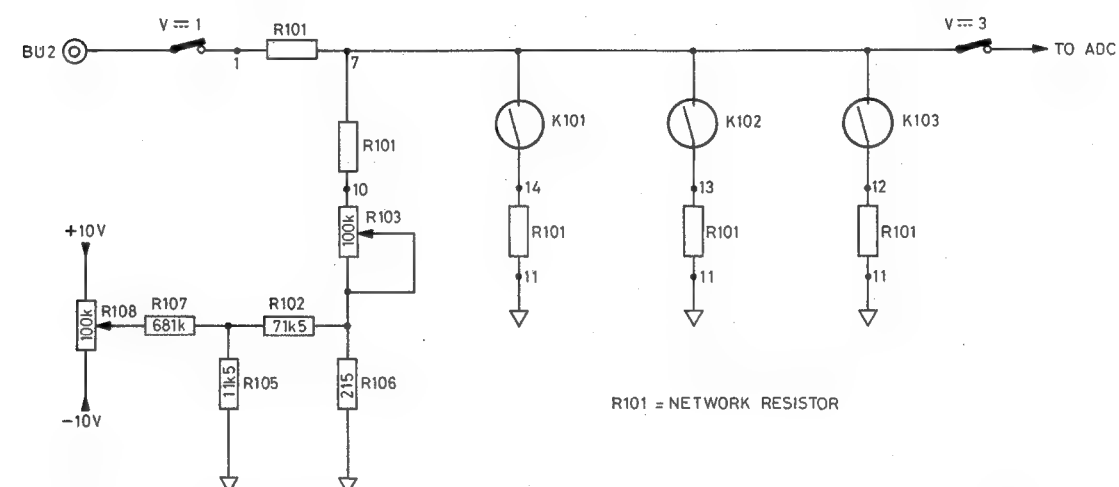 V⎓1
V⎓3
BU2
R101
TO ADC
1
7
K101
K102
K103
R101
10
14
13
12
R103
100k
R101
R101
R101
+10V
11
11
11
R108
100k
R107
681k
R102
71k5
11k5
R105
215
R106
-10V
R101 = NETWORK RESISTOR